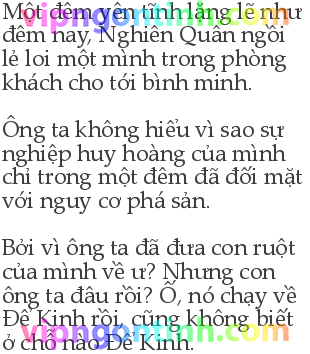 Một đêm yên tĩnh lặng lẽ như
đêm nay, Nghiên Quân ngồi
lẻ loi một mình trong phòng
khách cho tới bình minh.
Ông ta không hiểu vì sao sự
nghiệp huy hoàng của mình
chỉ trong một đêm đã đối mặt
với nguy cơ phá sản.
Bởi vì ông ta đã đưa con ruột
của mình về ư? Nhưng con
ông ta đâu rồi? Ồ, nó chạy về
Đế Kinh rồi, cũng không biết
ở chỗ nào Đế Kinh.
vipngontinh.com
vipngontinh.com